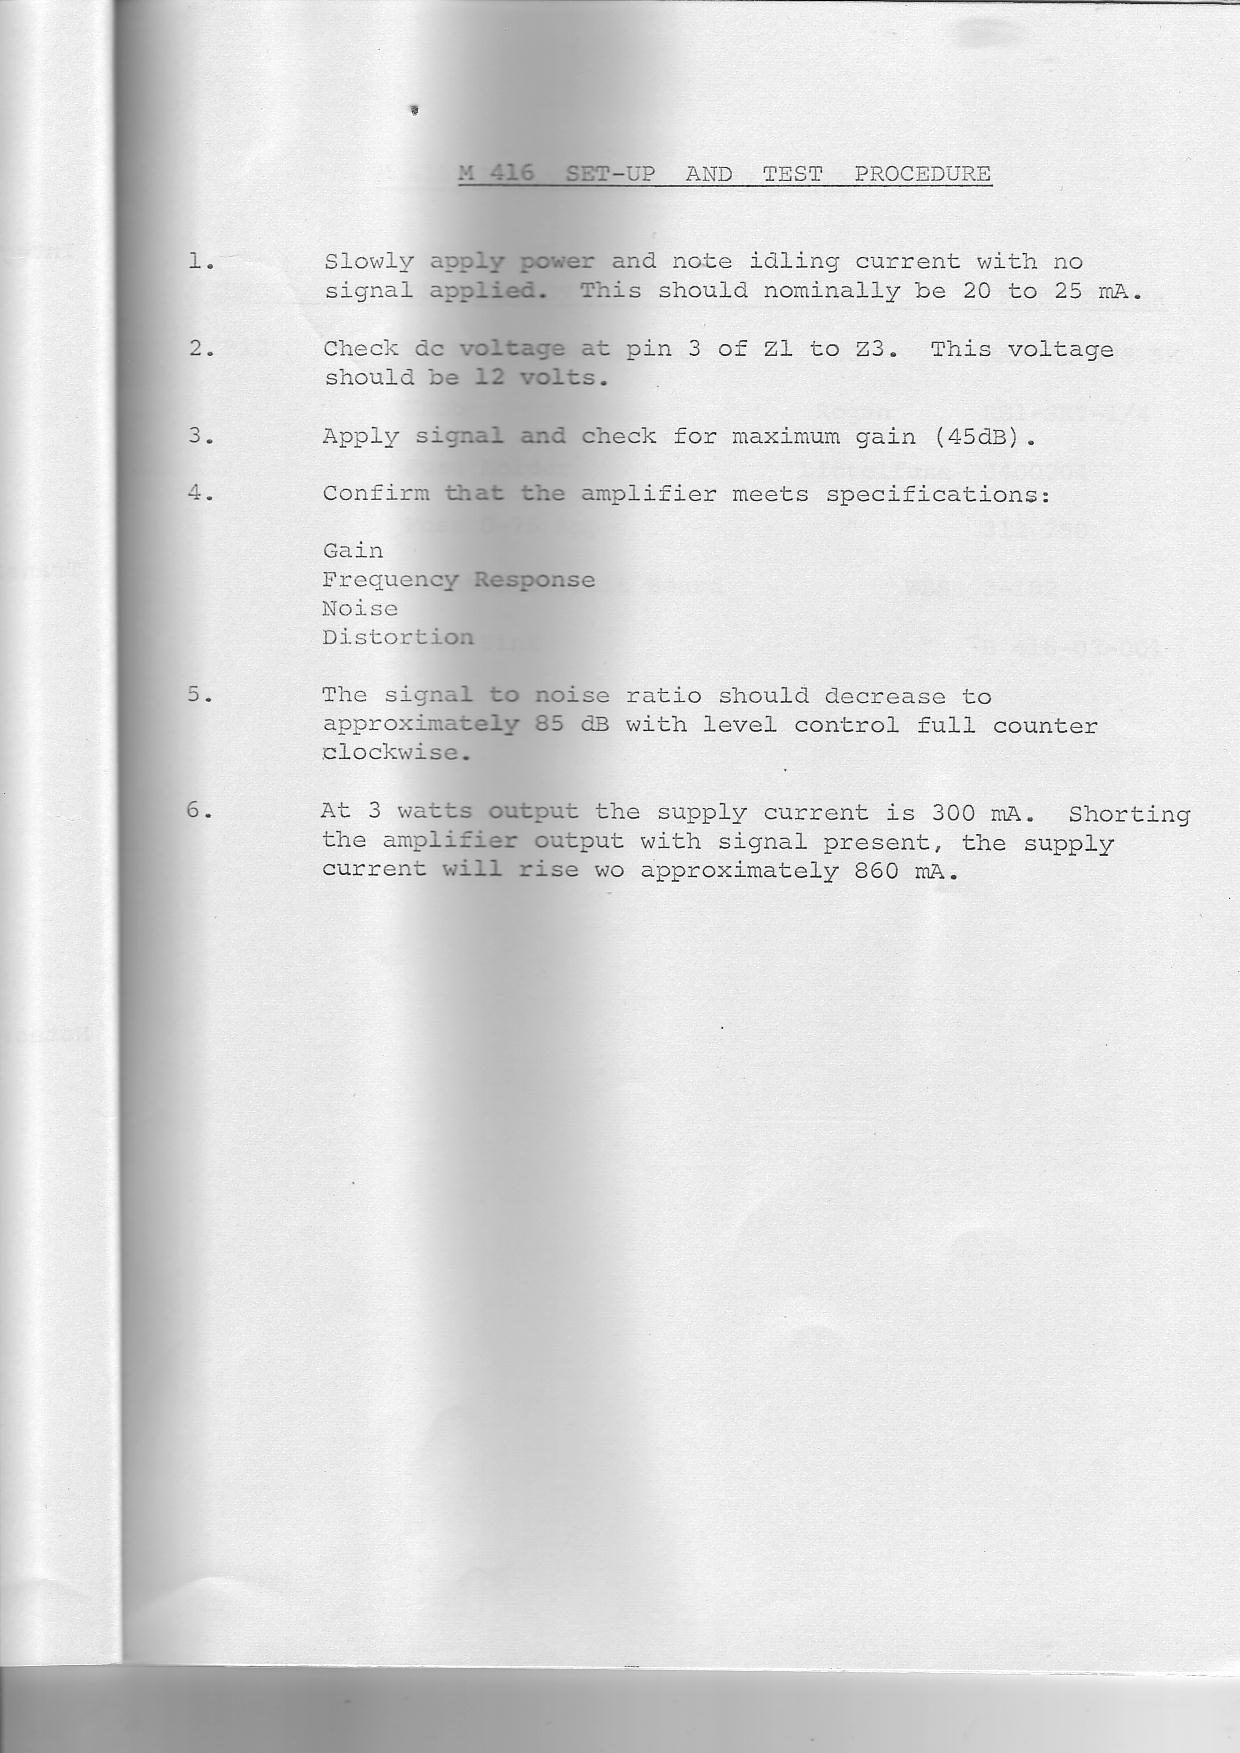 M 416 SET-UP AND TEST PROCEDURE
1. Slowly apply power and note idling current with no
signal applied. This should nominally be 20 to 25 mA.
2. Check dc voltage at pin 3 of Z1 to Z3. This voltage
should be 12 volts.
3. Apply signal and check for maximum gain (45dB).
4. Confirm that the amplifier meets specifications:
Gain
Frequency Response
Noise
Distortion
5. The signal to noise ratio should decrease to
approximately 85 dB with level control full counter
clockwise.
6. At 3 watts output the supply current is 300 mA. Shorting
the amplifier output with signal present, the supply
current will rise wo approximately 860 mA.